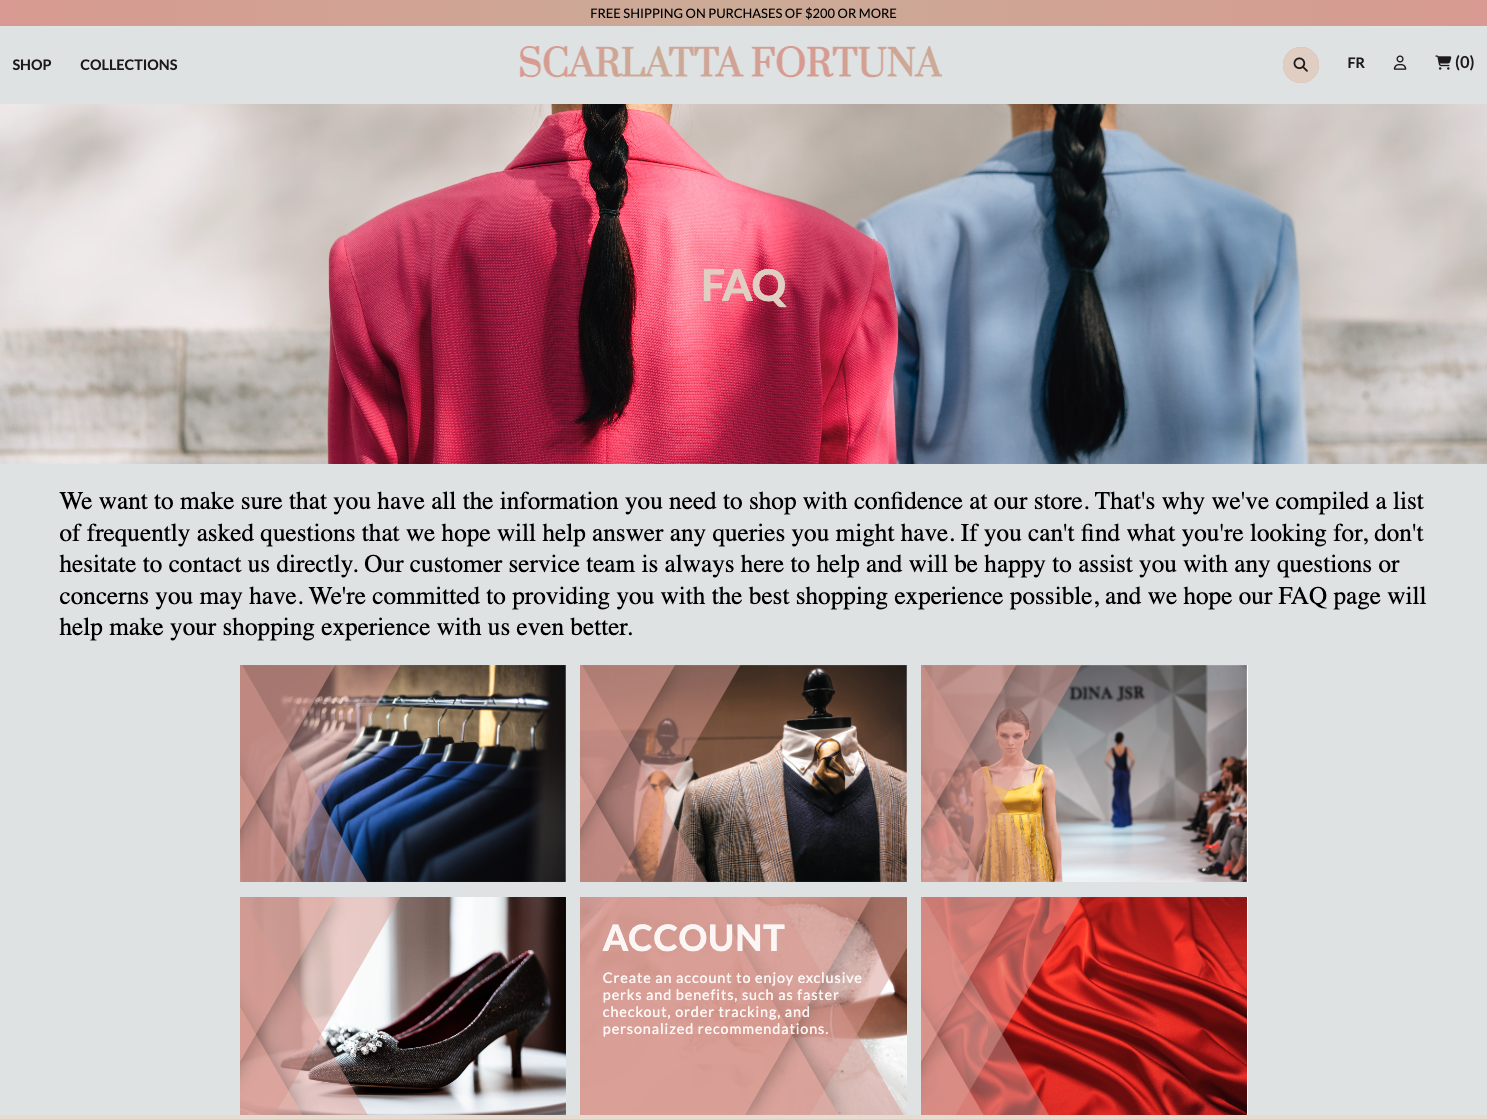 FREE SHIPPING ON PURCHASES OF $200 OR MORE
SHOP
COLLECTIONS
SCARLATTA FORTUNA
FR
(0)
FAQ
We want to make sure that you have all the information you need to shop with confidence at our store. That's why we've compiled a list
of frequently asked questions that we hope will help answer any queries you might have. If you can't find what you're looking for, don't
hesitate to contact us directly. Our customer service team is always here to help and will be happy to assist you with any questions or
concerns you may have. We're committed to providing you with the best shopping experience possible, and we hope our FAQ page will
help make your shopping experience with us even better.
DINA JSR
ACCOUNT
Create an account to enjoy exclusive
perks and benefits, such as faster
checkout, order tracking, and
personalized recommendations.